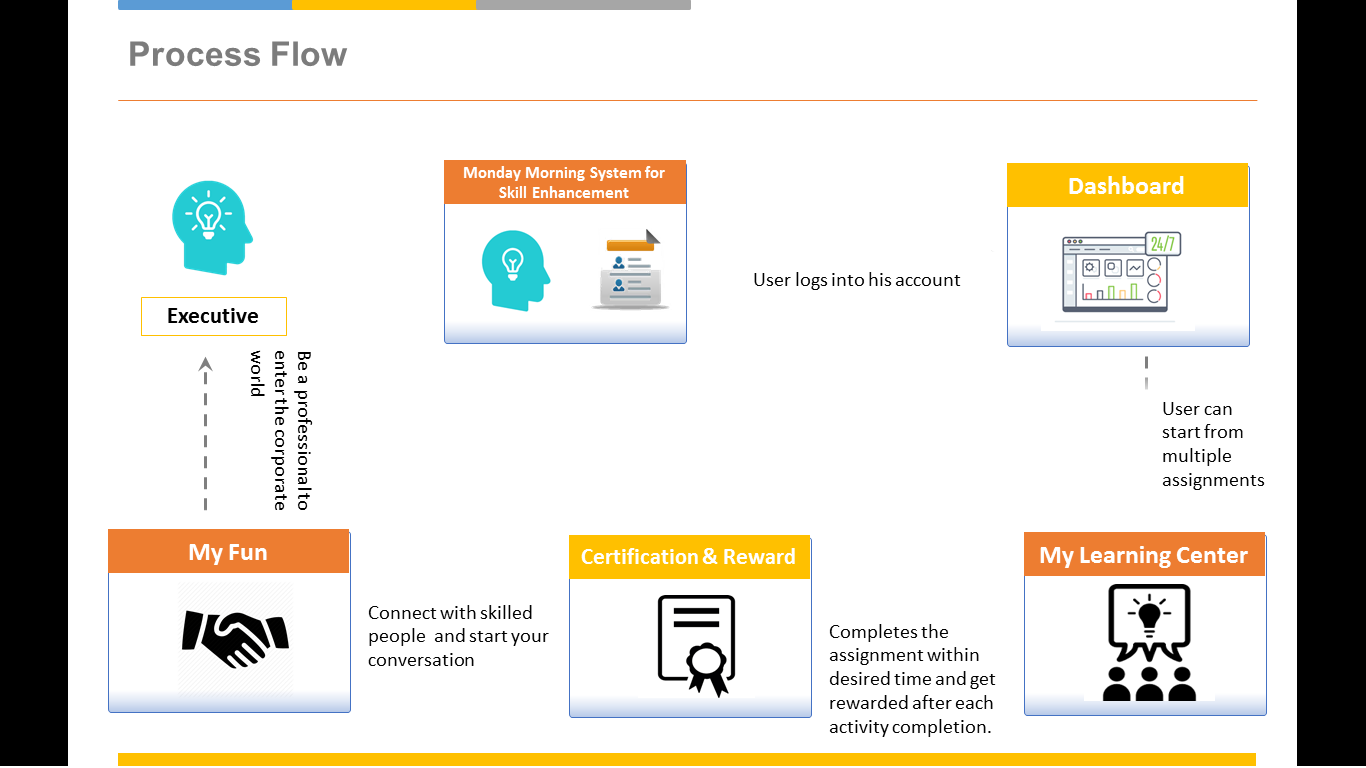 Process Flow
Monday Morning System for
Skill Enhancement
Dashboard
24/7
User logs into his account
Executive
Be a professional to
enter the corporate
world
User can
start from
multiple
assignments
My Fun
Certification & Reward
My Learning Center
Connect with skilled
people  and start your
conversation
Completes the
assignment within
desired time and get
rewarded after each
activity completion.